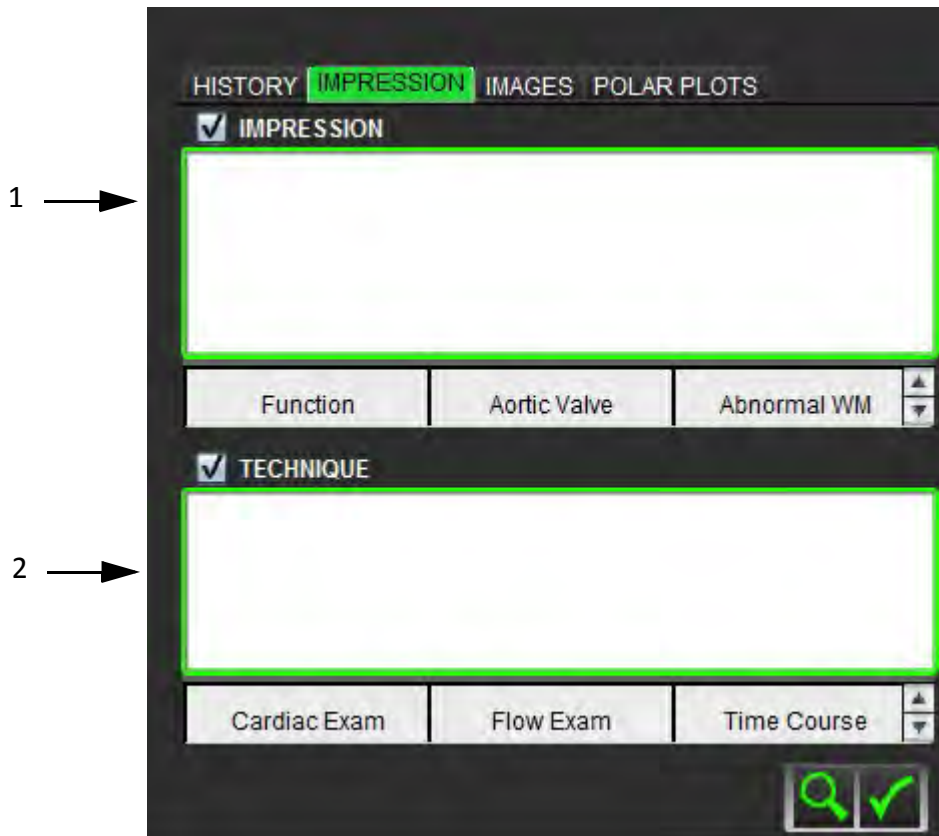 HISTORY IMPRESSION IMAGES POLAR PLOTS
IMPRESSION
1
Function Aortic Valve Abnormal WM
TECHNIQUE
2
Cardiac Exam Flow Exam Time Course